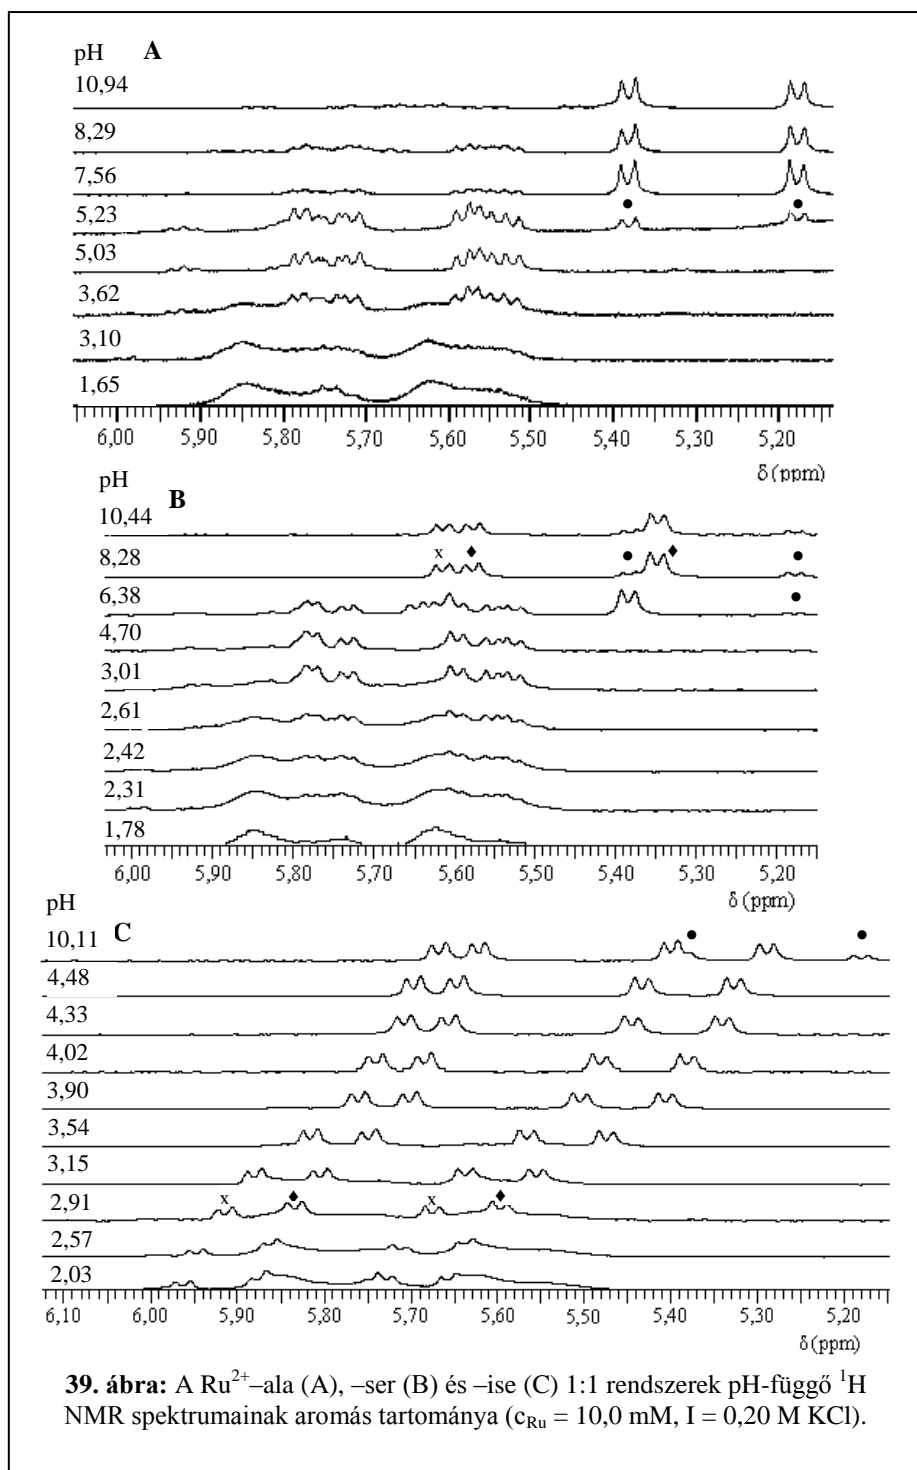 pH A
10,94
8,29
7,56
5,23
5,03
3,62
3,10
1,65
6,00 5,90 5,80 5,70 5,60 5,50 5,40 5,30 5,20
δ (ppm)
pH
B
10,44
8,28
x
6,38
4,70
3,01
2,61
2,42
2,31
1,78
6,00 5,90 5,80 5,70 5,60 5,50 5,40 5,30 5,20
δ (ppm)
pH
C
10,11
4,48
4,33
4,02
3,90
3,54
3,15
2,91
x x
2,57
2,03
6,10 6,00 5,90 5,80 5,70 5,60 5,50 5,40 5,30 5,20
δ (ppm)
39. ábra: A Ru²⁺–ala (A), –ser (B) és –ise (C) 1:1 rendszerek pH-függő ¹H
NMR spektrumainak aromás tartománya (c_Ru = 10,0 mM, I = 0,20 M KCl).